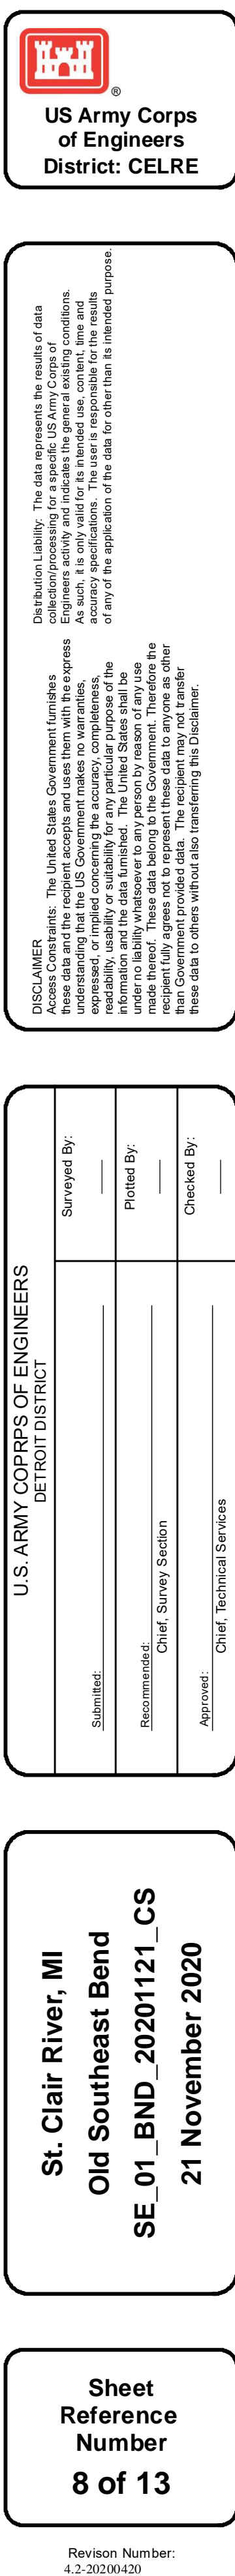 ®
US Army Corps
of Engineers
District: CELRE
DISCLAIMER
Access Constraints: The United States Government furnishes
these data and the recipient accepts and uses them with the express
understanding that the US Government makes no warranties,
expressed, or implied concerning the accuracy, completeness,
readability, usability or suitability for any particular purpose of the
information and the data furnished. The United States shall be
under no liability whatsoever to any person by reason of any use
made thereof. These data belong to the Government. Therefore the
recipient fully agrees not to represent these data to anyone as other
than Government provided data. The recipient may not transfer
these data to others without also transferring this Disclaimer.
Distribution Liability: The data represents the results of data
collection/processing for a specific US Army Corps of
Engineers activity and indicates the general existing conditions.
As such, it is only valid for its intended use, content, time and
accuracy specifications. The user is responsible for the results
of any of the application of the data for other than its intended purpose.
U.S. ARMY COPRPS OF ENGINEERS
DETROIT DISTRICT
Submitted:
Surveyed By:
Recommended:
Chief, Survey Section
Plotted By:
Approved:
Chief, Technical Services
Checked By:
St. Clair River, MI
Old Southeast Bend
SE_01_BND_20201121_CS
21 November 2020
Sheet
Reference
Number
8 of 13
Revison Number:
4.2-20200420